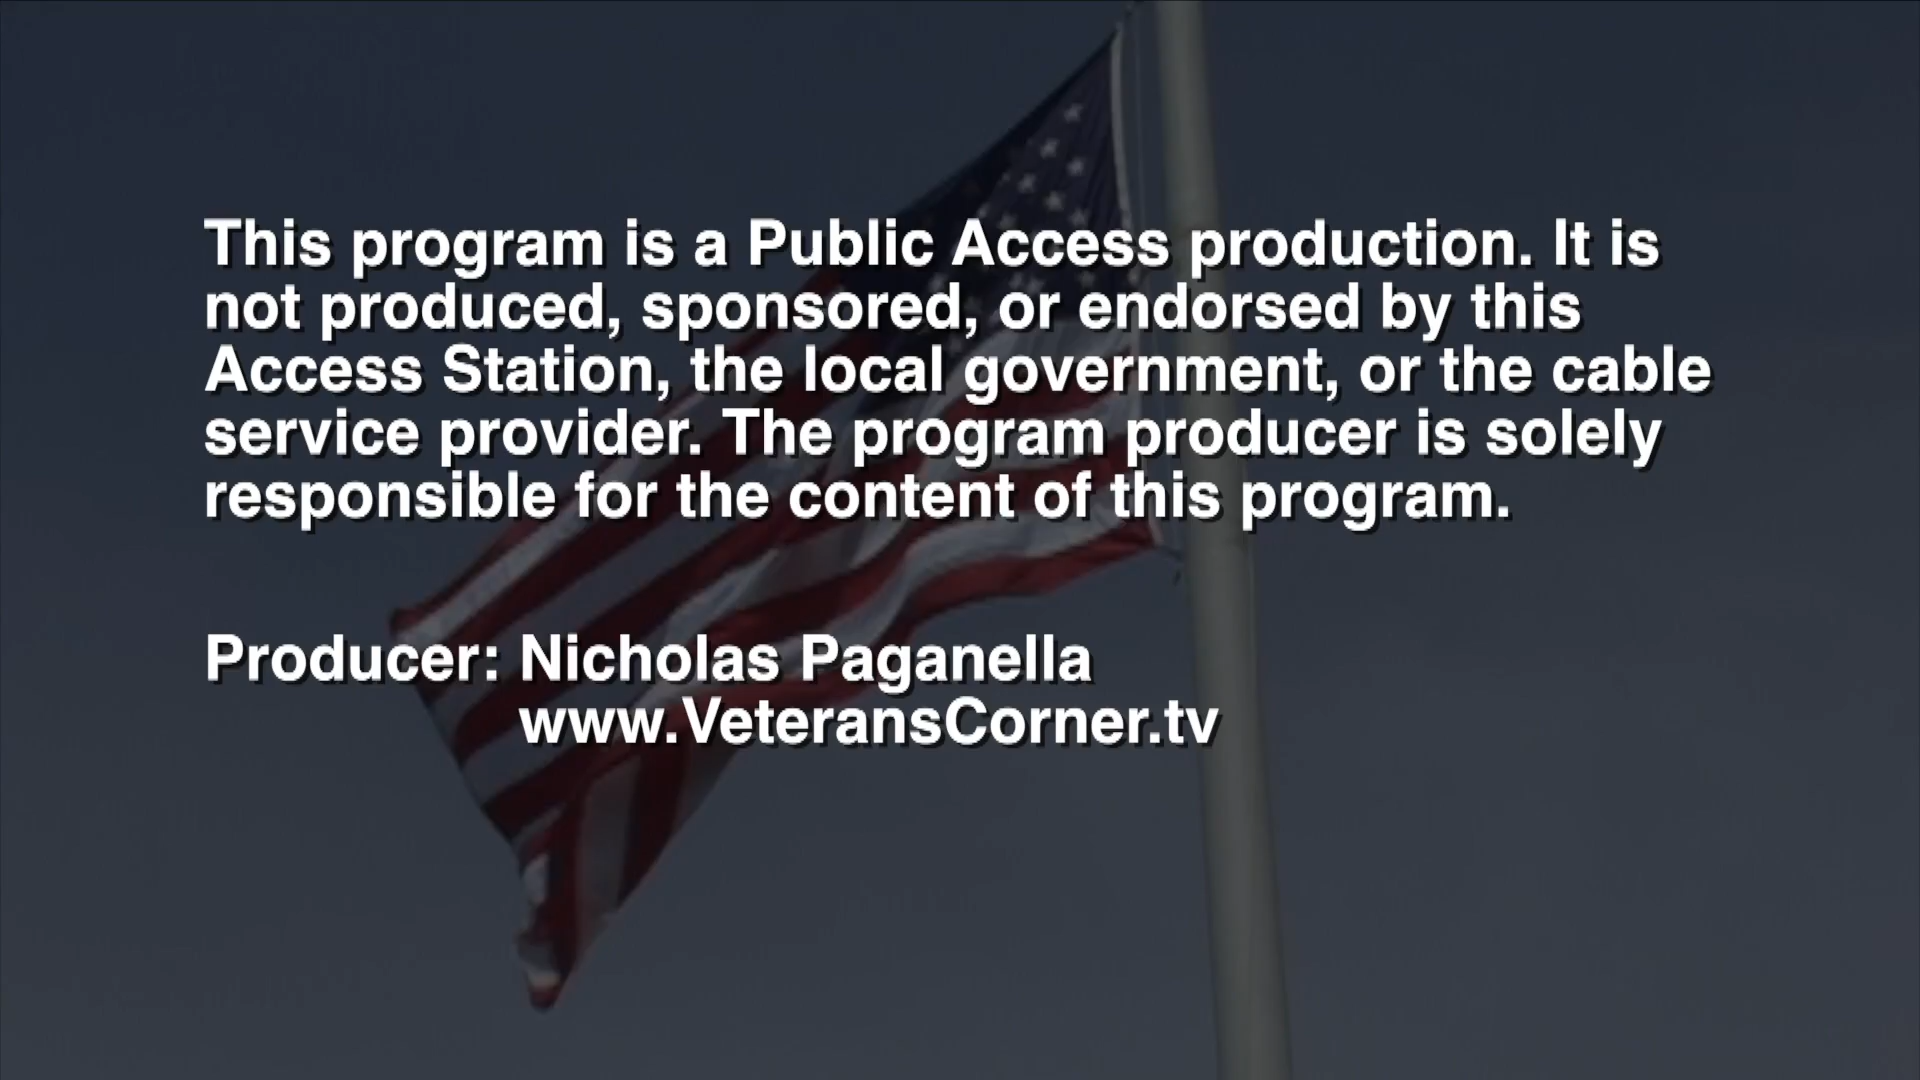 This program is a Public Access production. It is
not produced, sponsored, or endorsed by this
Access Station, the local government, or the cable
service provider. The program producer is solely
responsible for the content of this program.
Producer: Nicholas Paganella
www.VeteransCorner.tv